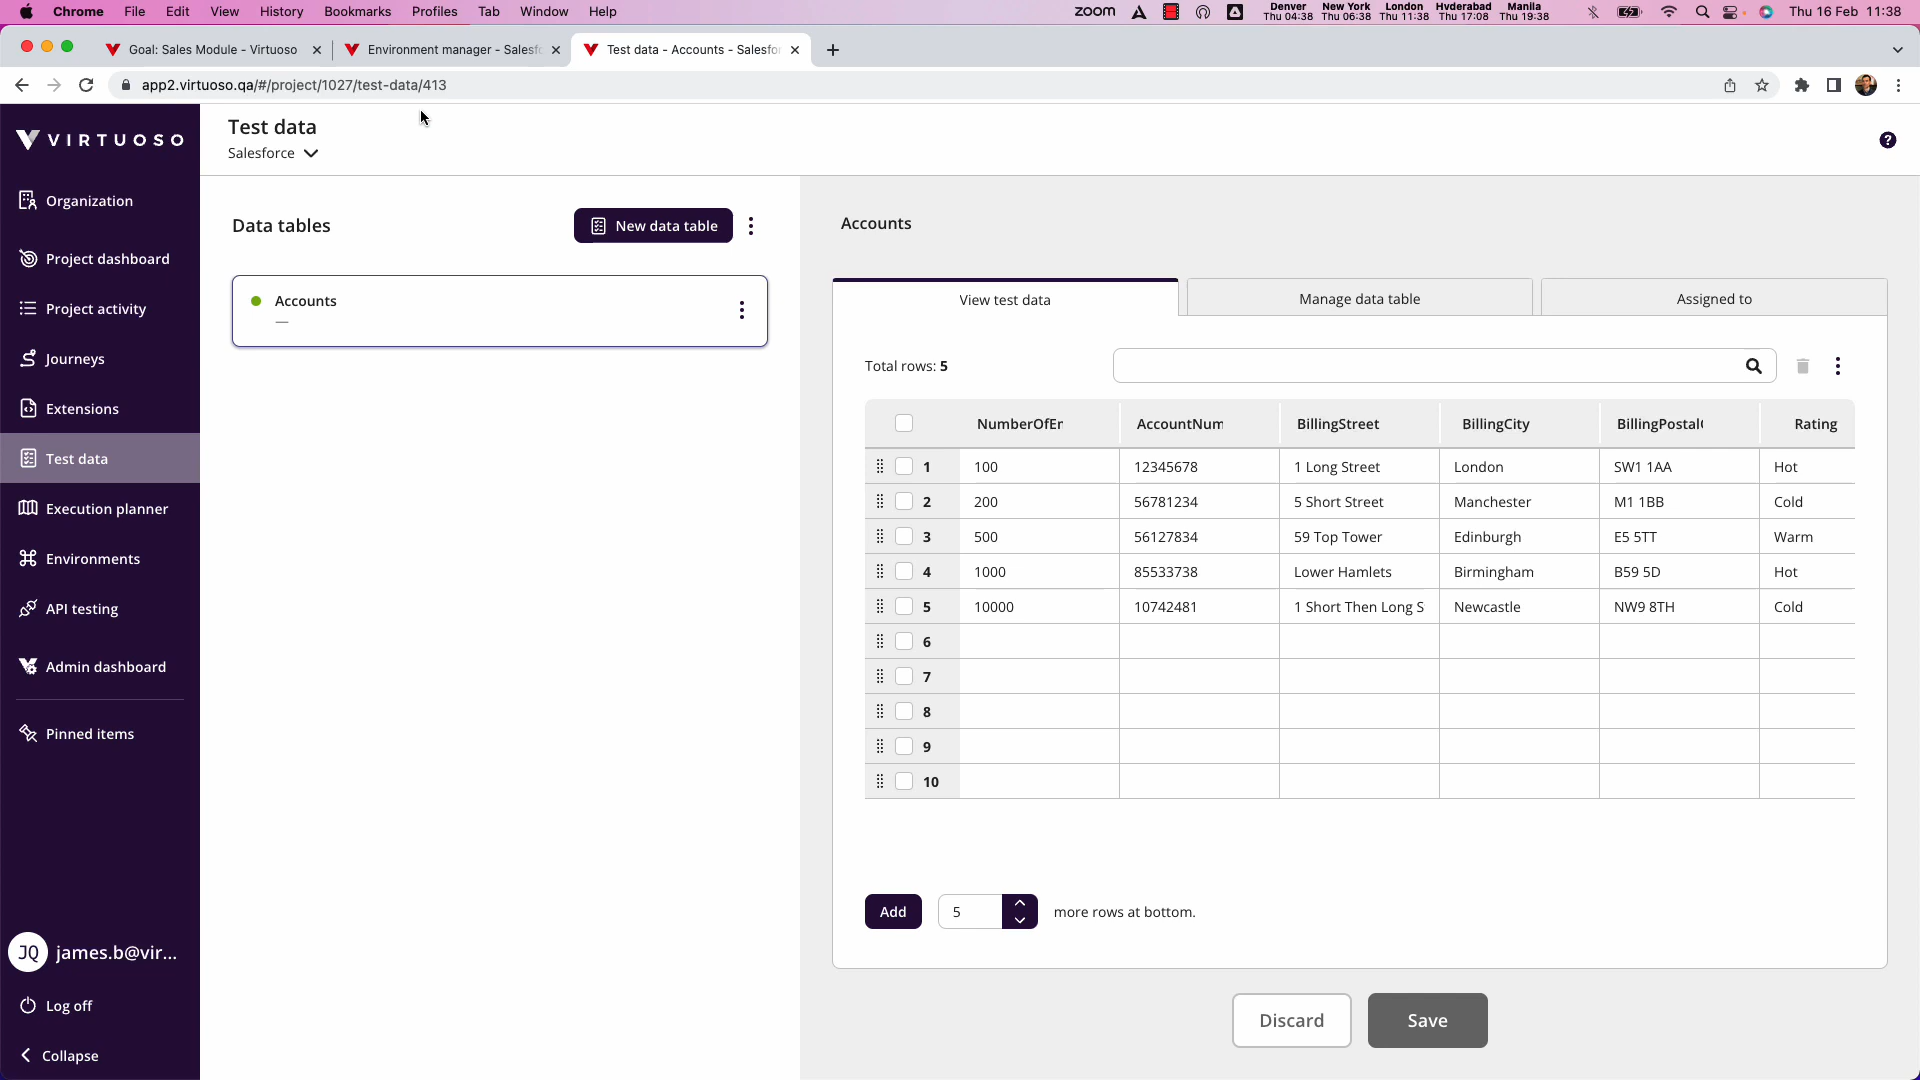 Chrome File Edit View History Bookmarks Profiles Tab Window Help
zoom Denver Thu 04:38 New York Thu 06:38 London Thu 11:38 Hyderabad Thu 17:08 Manila Thu 19:38 Thu 16 Feb 11:38
Goal: Sales Module - Virtuoso
Environment manager - Salesf
Test data - Accounts - Salesfor
app2.virtuoso.qa/#/project/1027/test-data/413
VIRTUOSO
Organization
Project dashboard
Project activity
Journeys
Extensions
Test data
Execution planner
Environments
API testing
Admin dashboard
Pinned items
JQ james.b@vir...
Log off
Collapse
Test data
Salesforce
?
Data tables
New data table
Accounts
—
Accounts
View test data
Manage data table
Assigned to
Total rows: 5
NumberOfEr AccountNum BillingStreet BillingCity BillingPostal Rating
1 100 12345678 1 Long Street London SW1 1AA Hot
2 200 56781234 5 Short Street Manchester M1 1BB Cold
3 500 56127834 59 Top Tower Edinburgh E5 5TT Warm
4 1000 85533738 Lower Hamlets Birmingham B59 5D Hot
5 10000 10742481 1 Short Then Long S Newcastle NW9 8TH Cold
6
7
8
9
10
Add 5 more rows at bottom.
Discard
Save